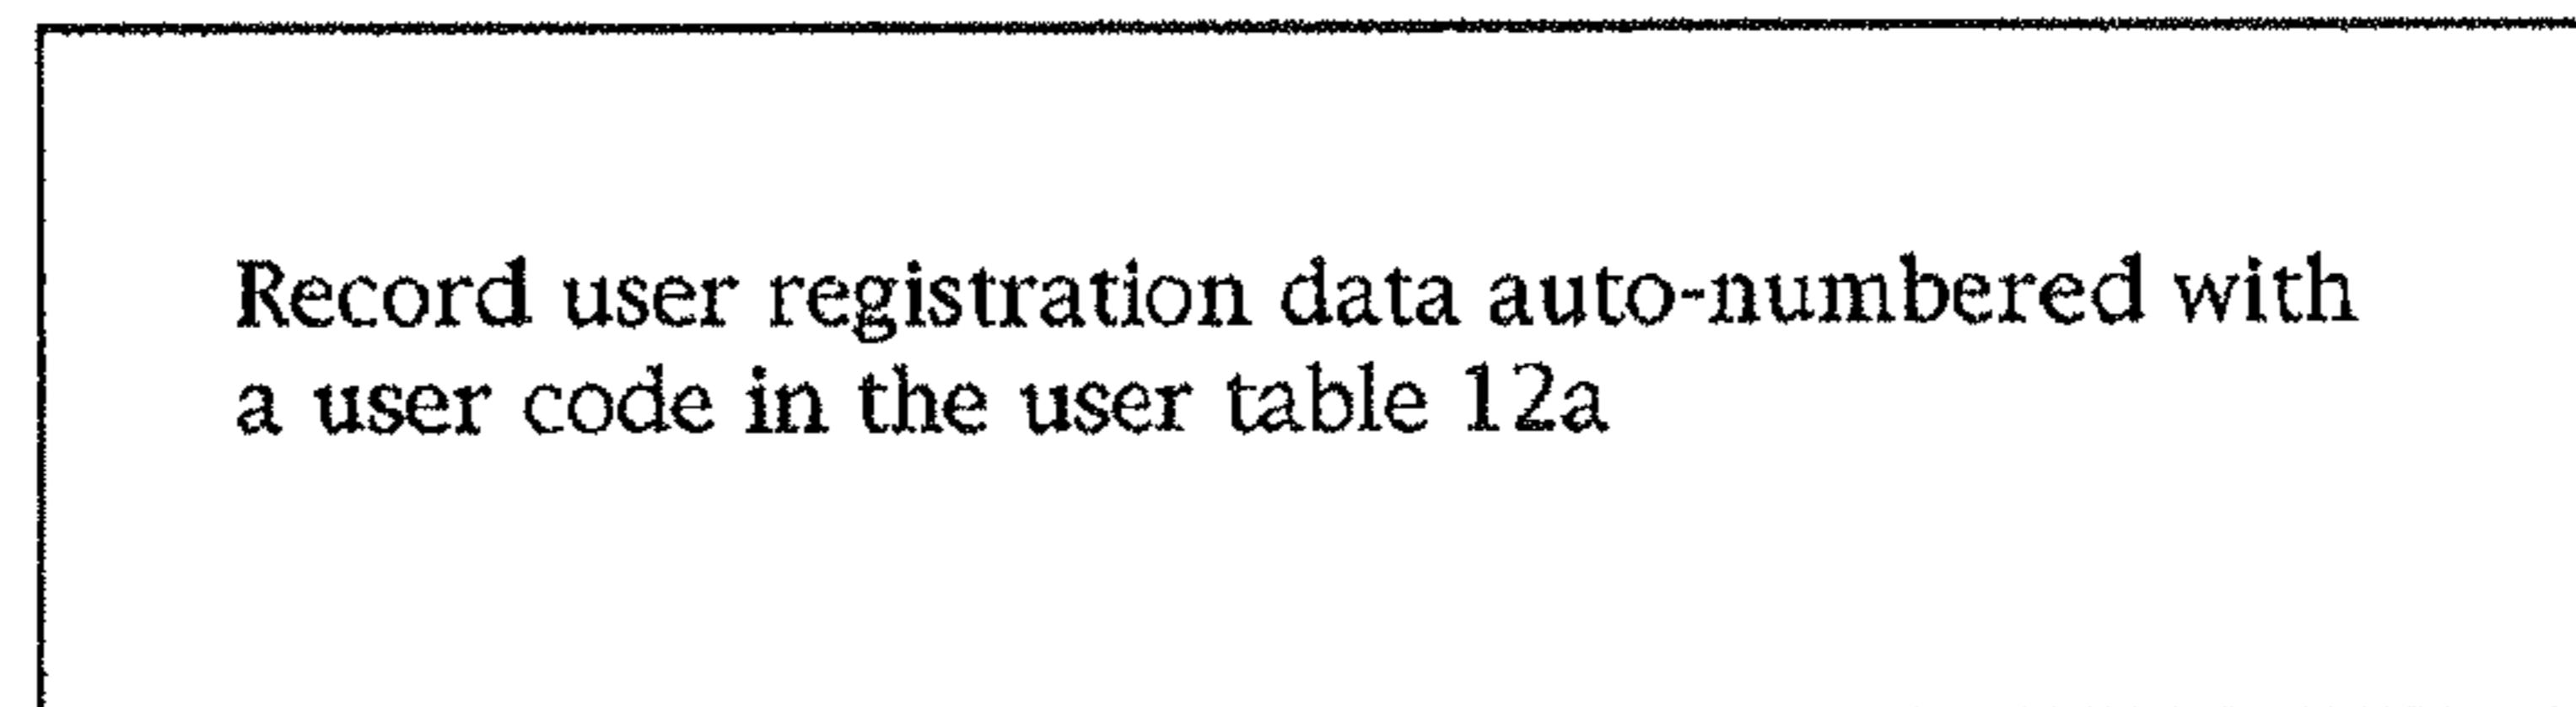 Record user registration data auto-numbered with
a user code in the user table 12a